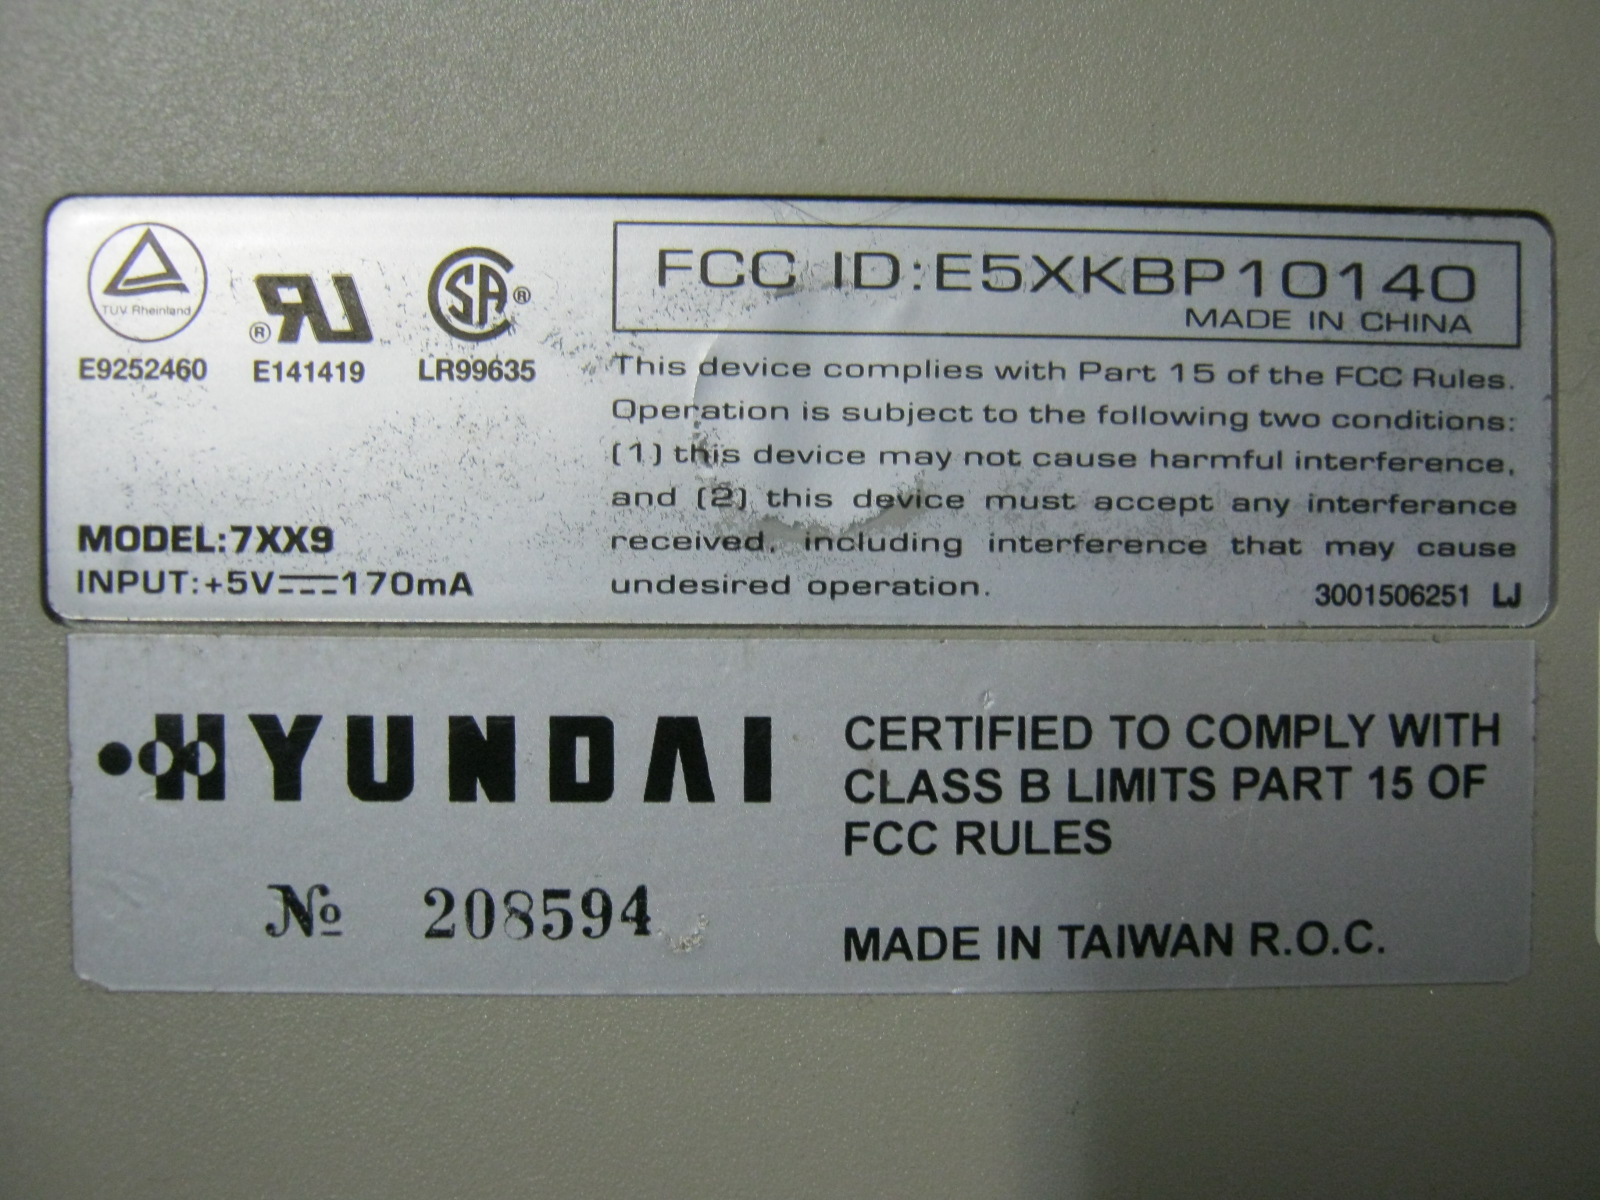 TUV Rheinland
E9252460
® UR
E141419
SA ®
LR99635
FCC ID:E5XKBP10140
MADE IN CHINA
This device complies with Part 15 of the FCC Rules.
Operation is subject to the following two conditions:
(1) this device may not cause harmful interference,
and (2) this device must accept any interferance
received, including interference that may cause
undesired operation.
3001506251 LJ
MODEL:7XX9
INPUT:+5V⎓170mA
HYUNDAI
№ 208594
CERTIFIED TO COMPLY WITH
CLASS B LIMITS PART 15 OF
FCC RULES
MADE IN TAIWAN R.O.C.